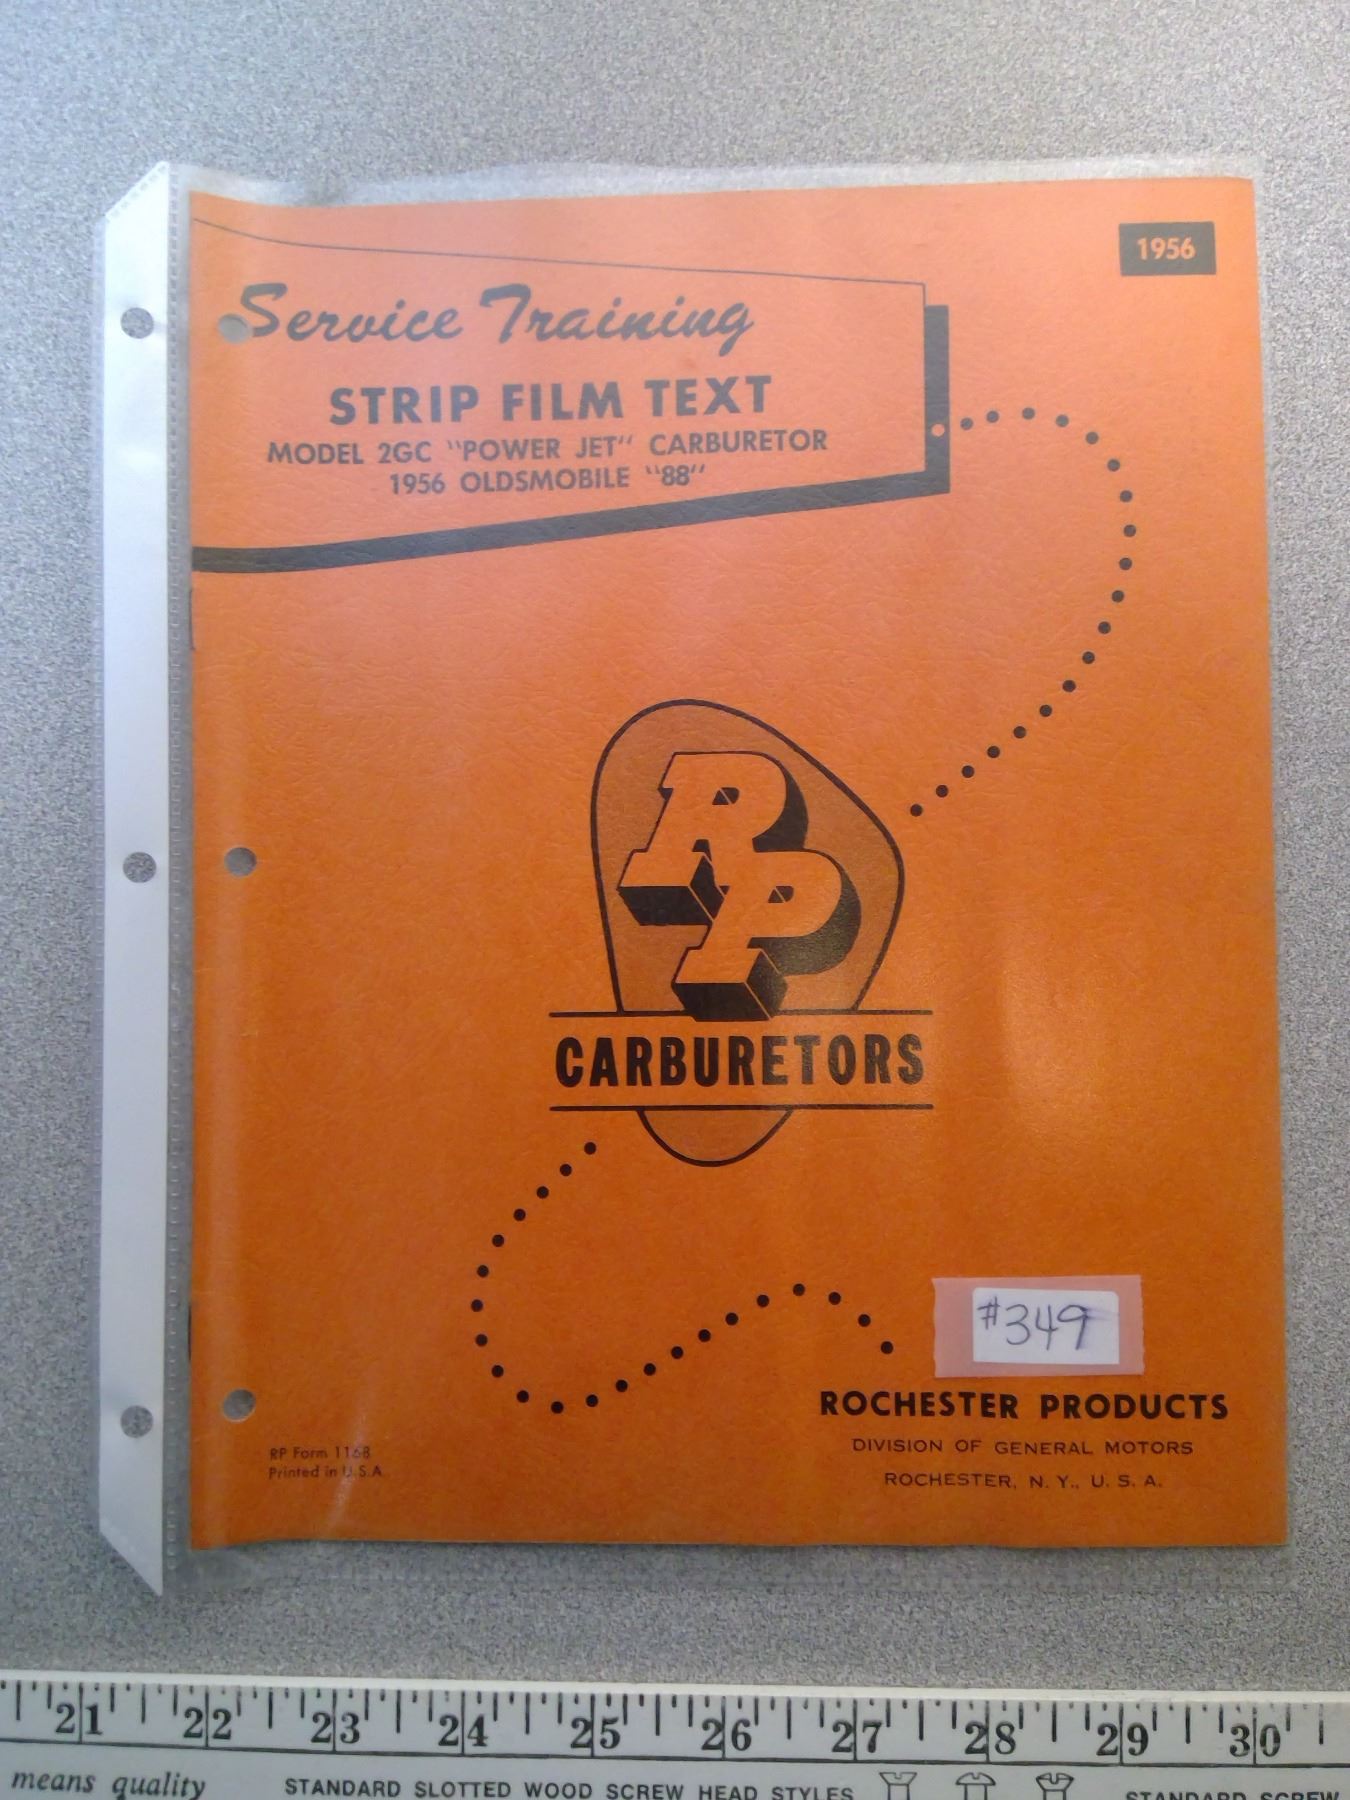 1956
Service Training
STRIP FILM TEXT
MODEL 2GC "POWER JET" CARBURETOR
1956 OLDSMOBILE "88"
RP
CARBURETORS
#349
ROCHESTER PRODUCTS
DIVISION OF GENERAL MOTORS
ROCHESTER, N. Y., U. S. A.
RP Form 1168
Printed in U.S.A.
21 22 23 24 25 26 27 28 29 30
means quality STANDARD SLOTTED WOOD SCREW HEAD STYLES STANDARD SCREW